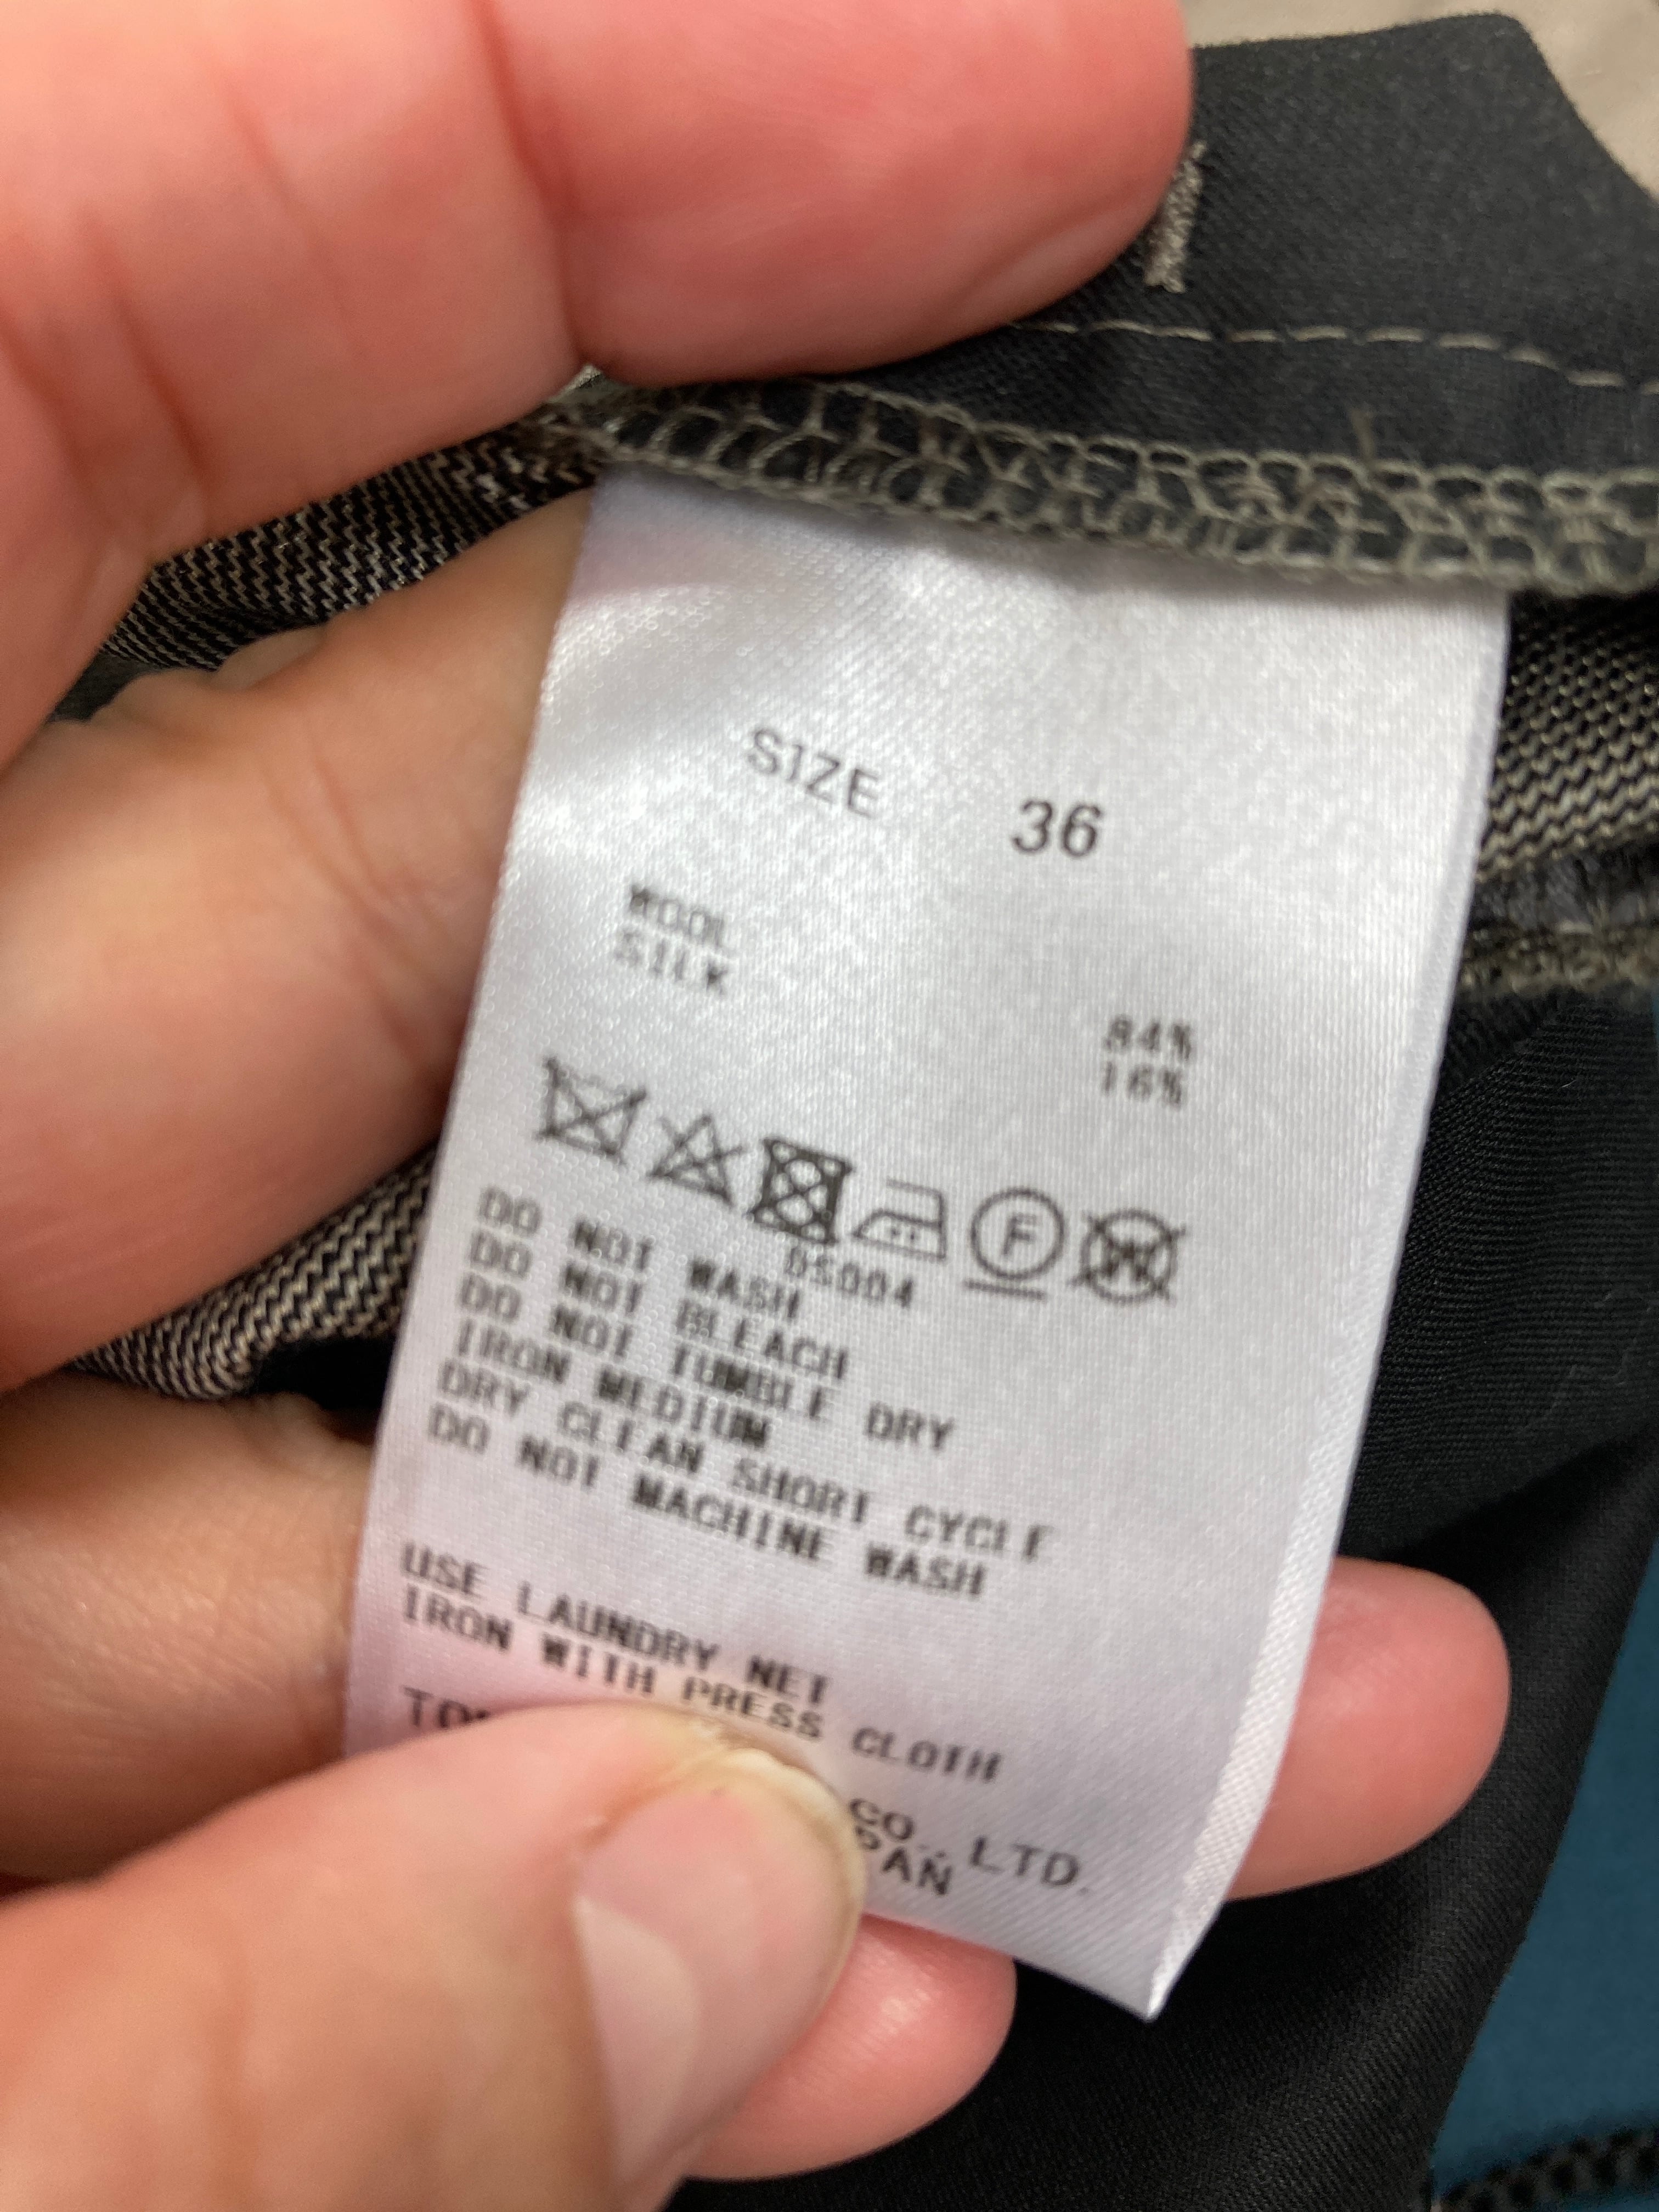 SIZE 36
WOOL 84%
SILK 16%
F W
DS004
DO NOT WASH
DO NOT BLEACH
DO NOT TUMBLE DRY
IRON MEDIUM
DRY CLEAN SHORT CYCLE
DO NOT MACHINE WASH
USE LAUNDRY NET
IRON WITH PRESS CLOTH
CO., LTD.